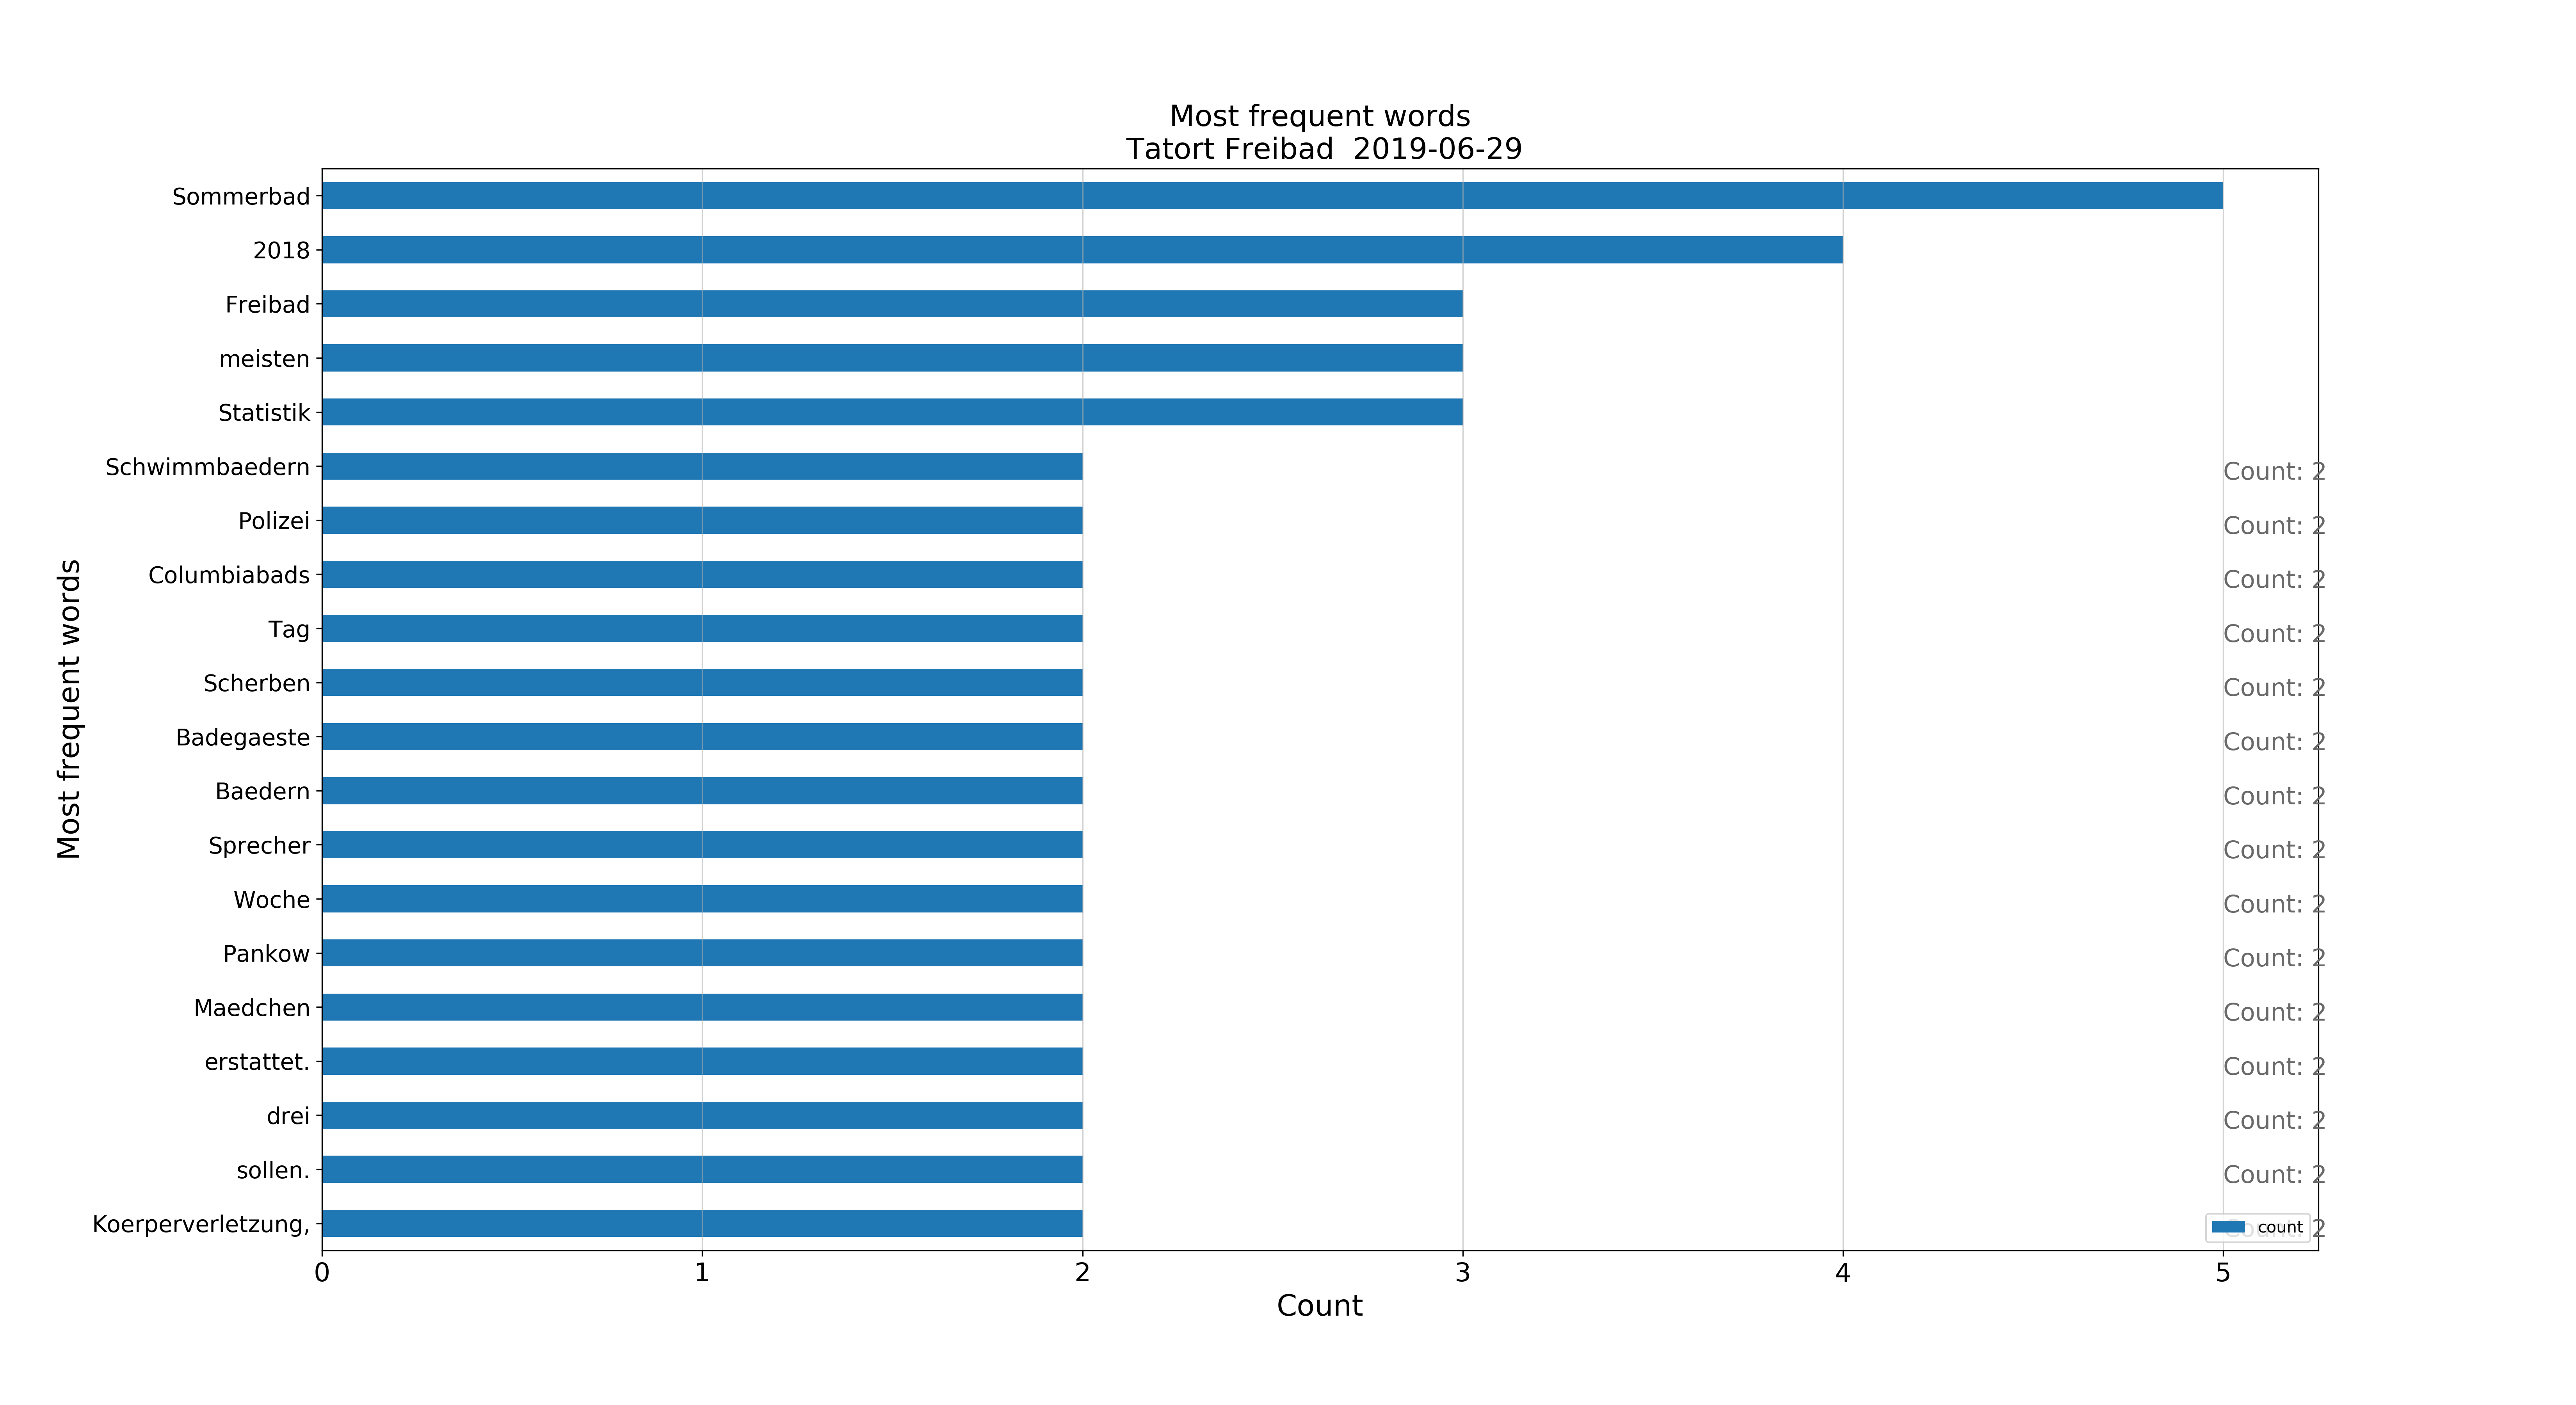 Most frequent words
Tatort Freibad  2019-06-29
Most frequent words
Sommerbad
2018
Freibad
meisten
Statistik
Schwimmbaedern Count: 2
Polizei Count: 2
Columbiabads Count: 2
Tag Count: 2
Scherben Count: 2
Badegaeste Count: 2
Baedern Count: 2
Sprecher Count: 2
Woche Count: 2
Pankow Count: 2
Maedchen Count: 2
erstattet. Count: 2
drei Count: 2
sollen. Count: 2
Koerperverletzung, Count: 2
count
0 1 2 3 4 5
Count